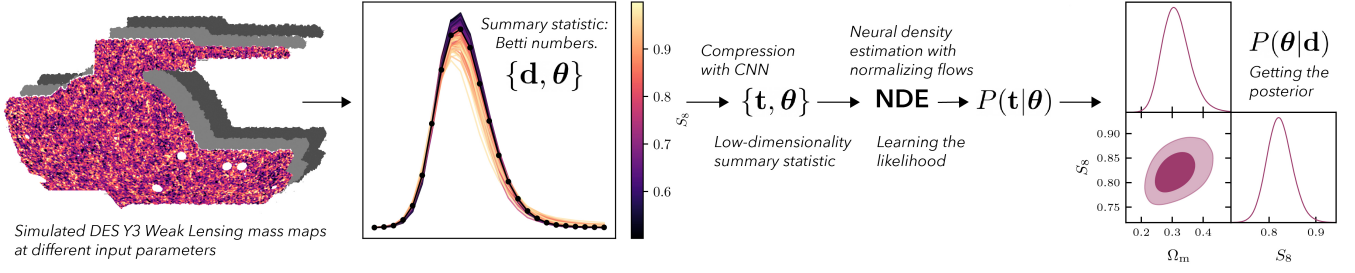 Simulated DES Y3 Weak Lensing mass maps
at different input parameters
Summary statistic:
Betti numbers.
{d, θ}
0.9
0.8
0.7
0.6
S₈
Compression
with CNN
{t, θ}
Low-dimensionality
summary statistic
Neural density
estimation with
normalizing flows
NDE
Learning the
likelihood
P(t|θ)
P(θ|d)
Getting the
posterior
0.90
0.85
0.80
0.75
S₈
0.2 0.3 0.4
Ωₘ
0.8 0.9
S₈